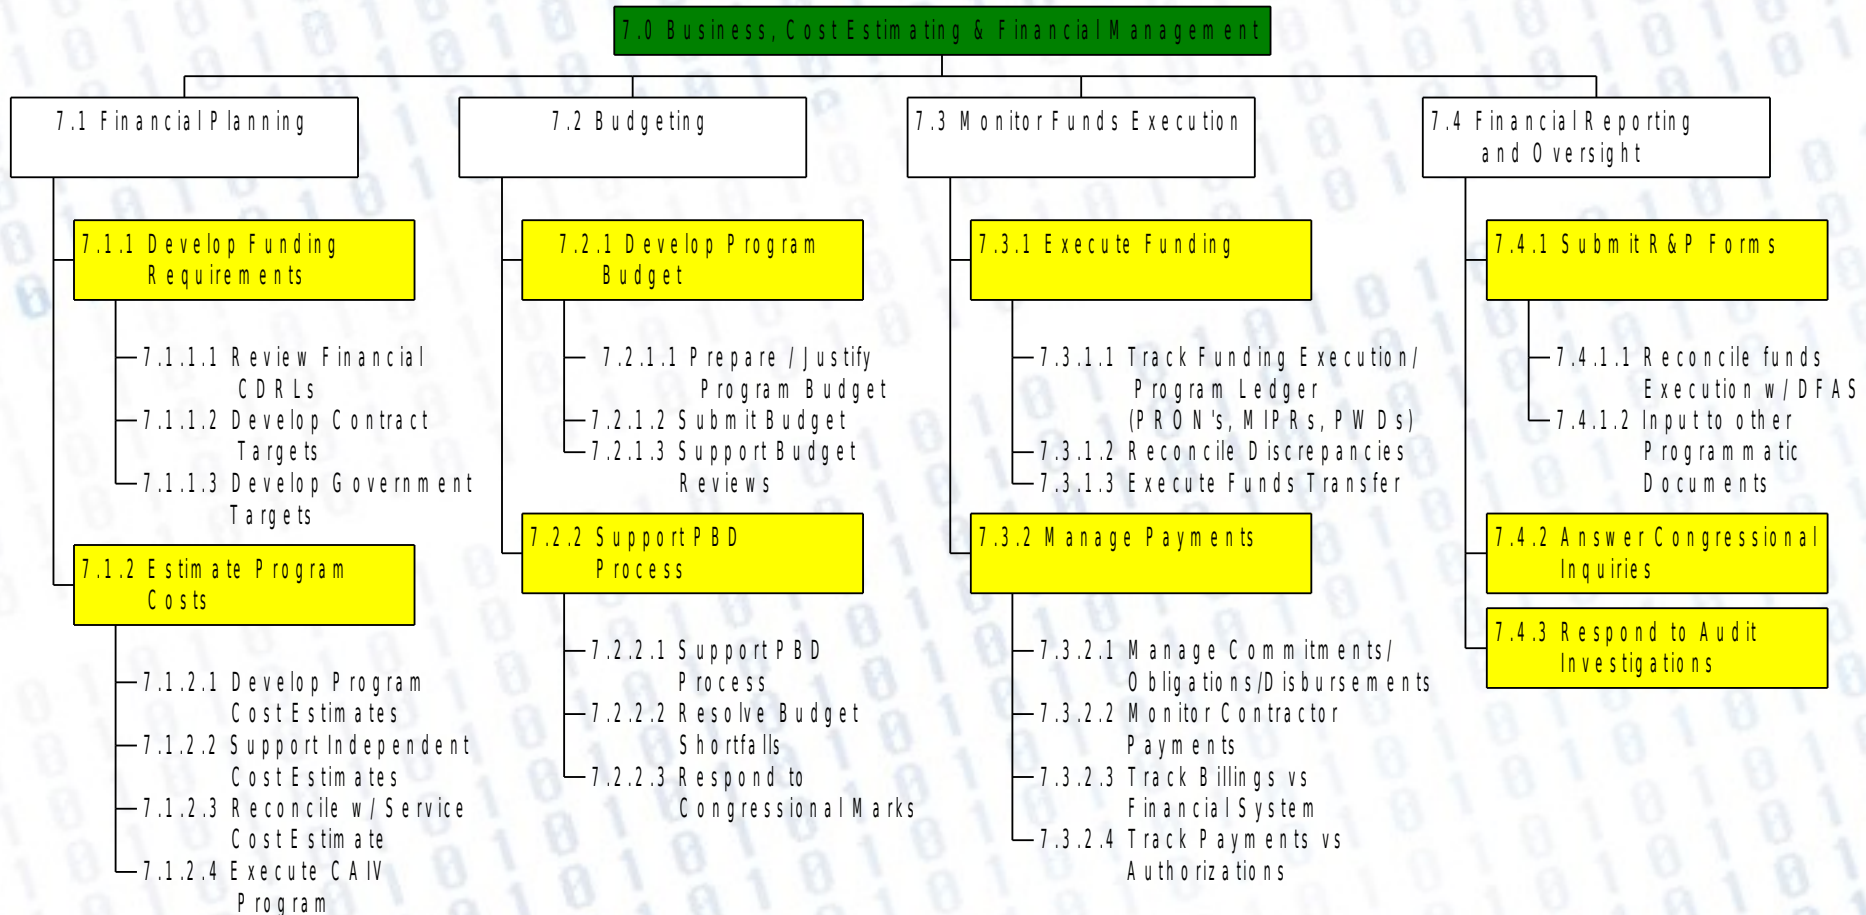 7.0 Business, Cost Estimating & Financial Management
7.1 Financial Planning
7.1.1 Develop Funding
Requirements
7.1.1.1 Review Financial
CDRLs
7.1.1.2 Develop Contract
Targets
7.1.1.3 Develop Government
Targets
7.1.2 Estimate Program
Costs
7.1.2.1 Develop Program
Cost Estimates
7.1.2.2 Support Independent
Cost Estimates
7.1.2.3 Reconcile w/ Service
Cost Estimate
7.1.2.4 Execute CAIV
Program
7.2 Budgeting
7.2.1 Develop Program
Budget
7.2.1.1 Prepare / Justify
Program Budget
7.2.1.2 Submit Budget
7.2.1.3 Support Budget
Reviews
7.2.2 Support PBD
Process
7.2.2.1 Support PBD
Process
7.2.2.2 Resolve Budget
Shortfalls
7.2.2.3 Respond to
Congressional Marks
7.3 Monitor Funds Execution
7.3.1 Execute Funding
7.3.1.1 Track Funding Execution/
Program Ledger
(PRON's, MIPRs, PWDs)
7.3.1.2 Reconcile Discrepancies
7.3.1.3 Execute Funds Transfer
7.3.2 Manage Payments
7.3.2.1 Manage Commitments/
Obligations/Disbursements
7.3.2.2 Monitor Contractor
Payments
7.3.2.3 Track Billings vs
Financial System
7.3.2.4 Track Payments vs
Authorizations
7.4 Financial Reporting
and Oversight
7.4.1 Submit R&P Forms
7.4.1.1 Reconcile funds
Execution w/ DFAS
7.4.1.2 Input to other
Programmatic
Documents
7.4.2 Answer Congressional
Inquiries
7.4.3 Respond to Audit
Investigations